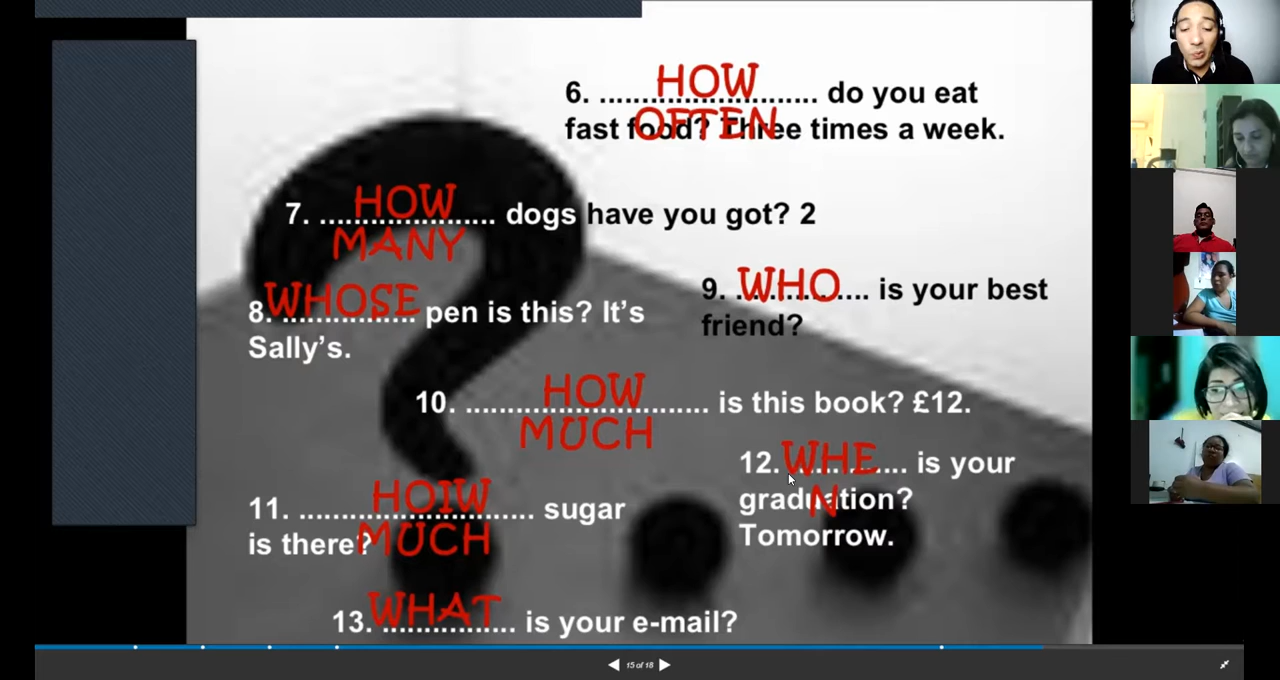 HOW
6. .......................... do you eat
OFTEN
fast food? Three times a week.
HOW
7. ..................... dogs have you got? 2
MANY
WHOSE
8. ................ pen is this? It's
Sally's.
WHO
9. ................ is your best
friend?
HOW
10. ............................. is this book? £12.
MUCH
HOIW
11. ............................ sugar
MUCH
is there?
WHE
12. ............... is your
N
graduation?
Tomorrow.
WHAT
13. ................ is your e-mail?
15 of 18